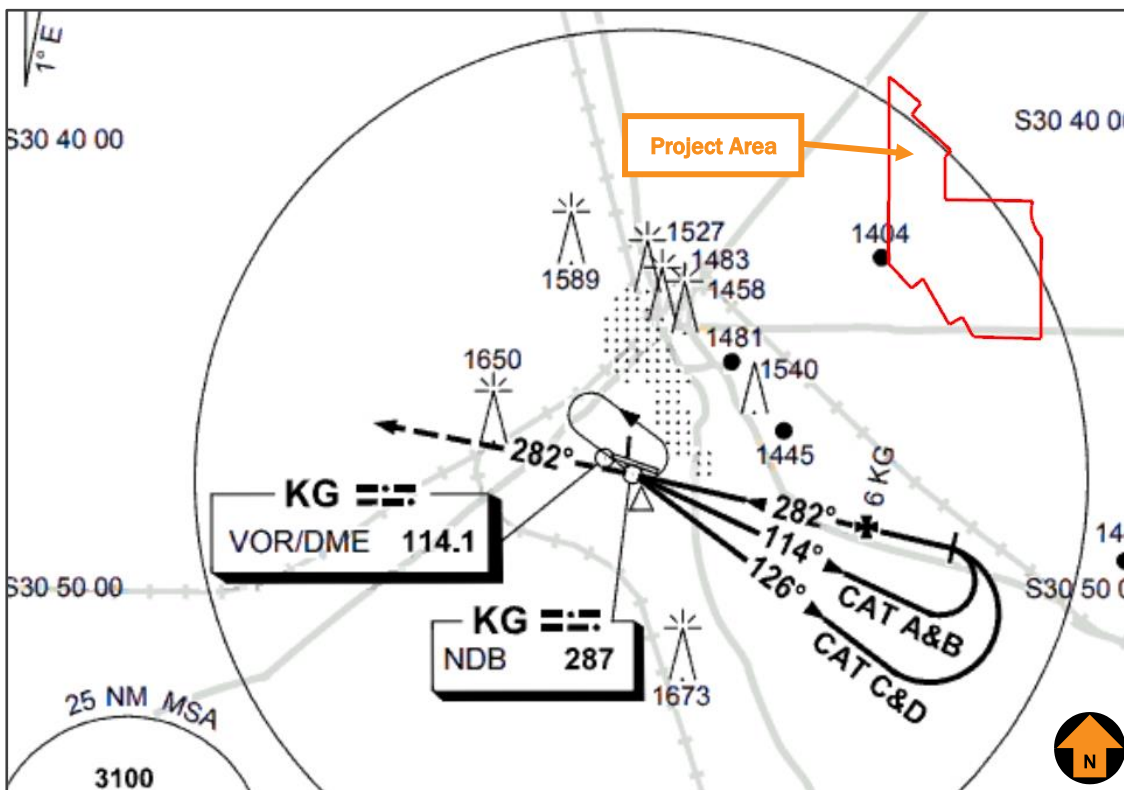 1° E
S30 40 00
S30 40 00
Project Area
1404
1527
1483
1458
1589
1481
1540
1650
1445
6 KG
282°
282°
114°
126°
CAT A&B
CAT C&D
KG
VOR/DME 114.1
KG
NDB 287
S30 50 00
S30 50 0
14
1673
25 NM MSA
3100
N